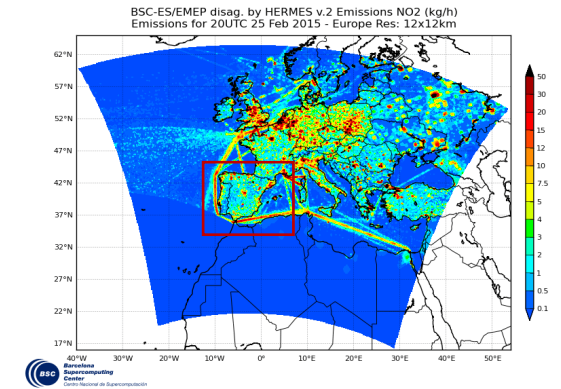 BSC-ES/EMEP disag. by HERMES v.2 Emissions NO2 (kg/h)
Emissions for 20UTC 25 Feb 2015 - Europe Res: 12x12km
62°N
57°N
52°N
47°N
42°N
37°N
32°N
27°N
22°N
17°N
40°W 30°W 20°W 10°W 0° 10°E 20°E 30°E 40°E 50°E
50
30
20
15
12
10
7.5
5
4
3
2
1
0.5
0.1
BSC
Barcelona
Supercomputing
Center
Centro Nacional de Supercomputación